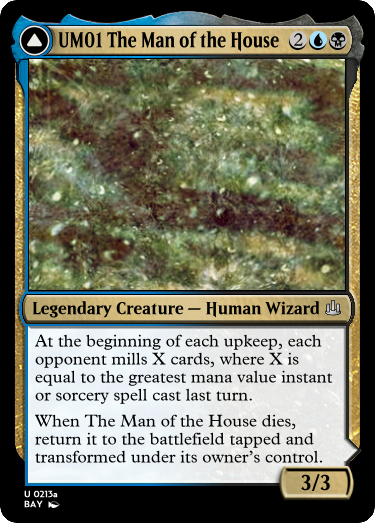 UM01 The Man of the House 2
Legendary Creature — Human Wizard
At the beginning of each upkeep, each
opponent mills X cards, where X is
equal to the greatest mana value instant
or sorcery spell cast last turn.
When The Man of the House dies,
return it to the battlefield tapped and
transformed under its owner's control.
3/3
U 0213a
BAY